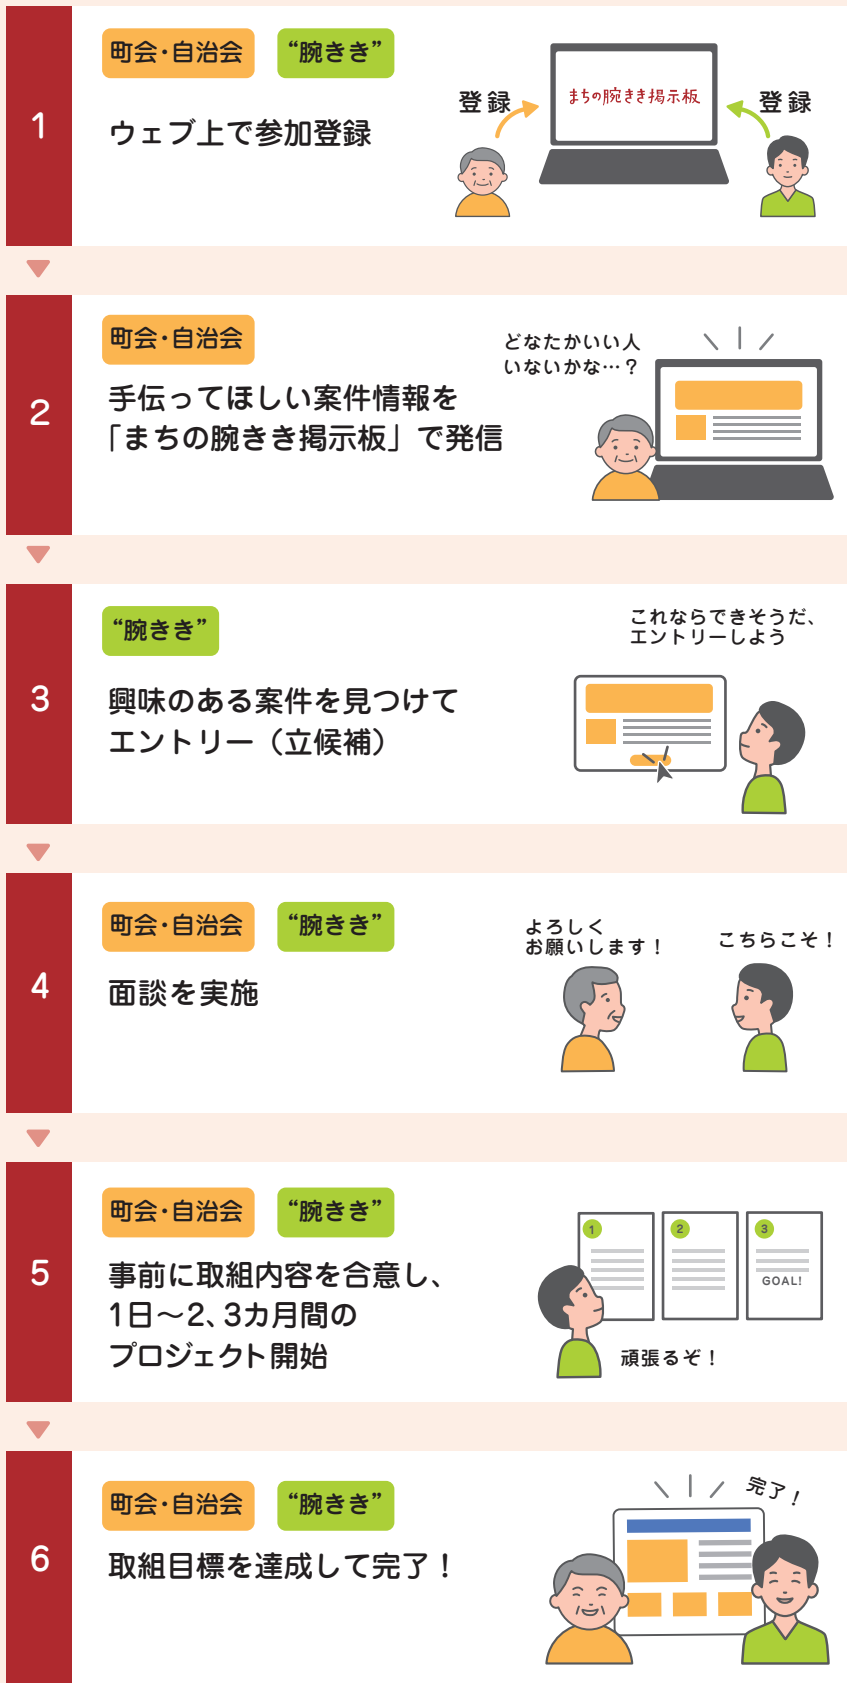 1
町会・自治会
“腕きき”
ウェブ上で参加登録
登録
まちの腕きき掲示板
登録
2
町会・自治会
手伝ってほしい案件情報を
「まちの腕きき掲示板」で発信
どなたかいい人
いないかな…？
3
“腕きき”
興味のある案件を見つけて
エントリー（立候補）
これならできそうだ、
エントリーしよう
4
町会・自治会
“腕きき”
面談を実施
よろしく
お願いします！
こちらこそ！
5
町会・自治会
“腕きき”
事前に取組内容を合意し、
1日～2、3カ月間の
プロジェクト開始
1
2
3
GOAL!
頑張るぞ！
6
町会・自治会
“腕きき”
取組目標を達成して完了！
完了！